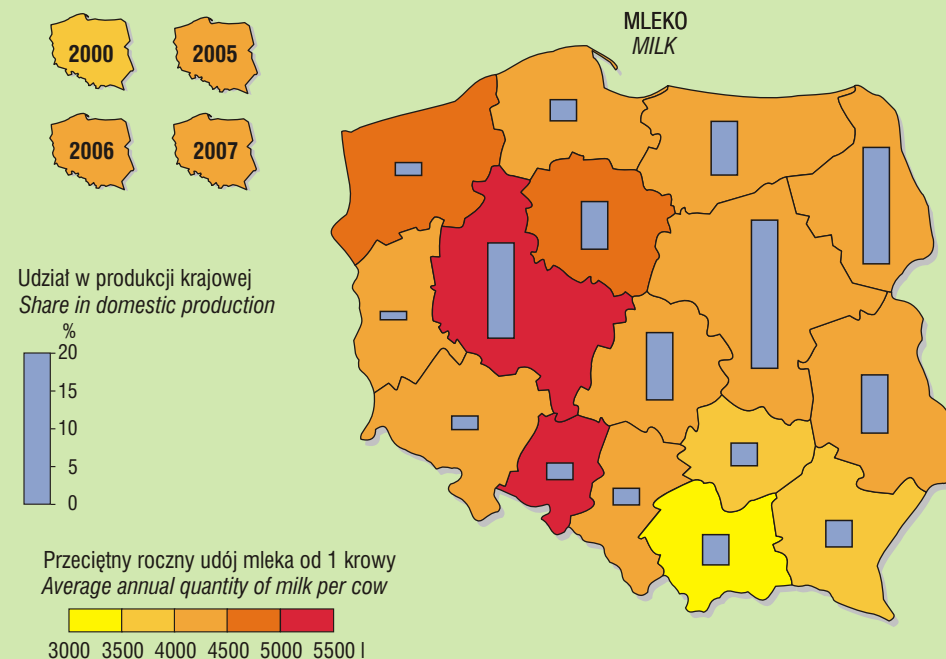 MLEKO
MILK
2000 2005
2006 2007
Udział w produkcji krajowej
Share in domestic production
%
20
15
10
5
0
Przeciętny roczny udój mleka od 1 krowy
Average annual quantity of milk per cow
3000 3500 4000 4500 5000 5500 l